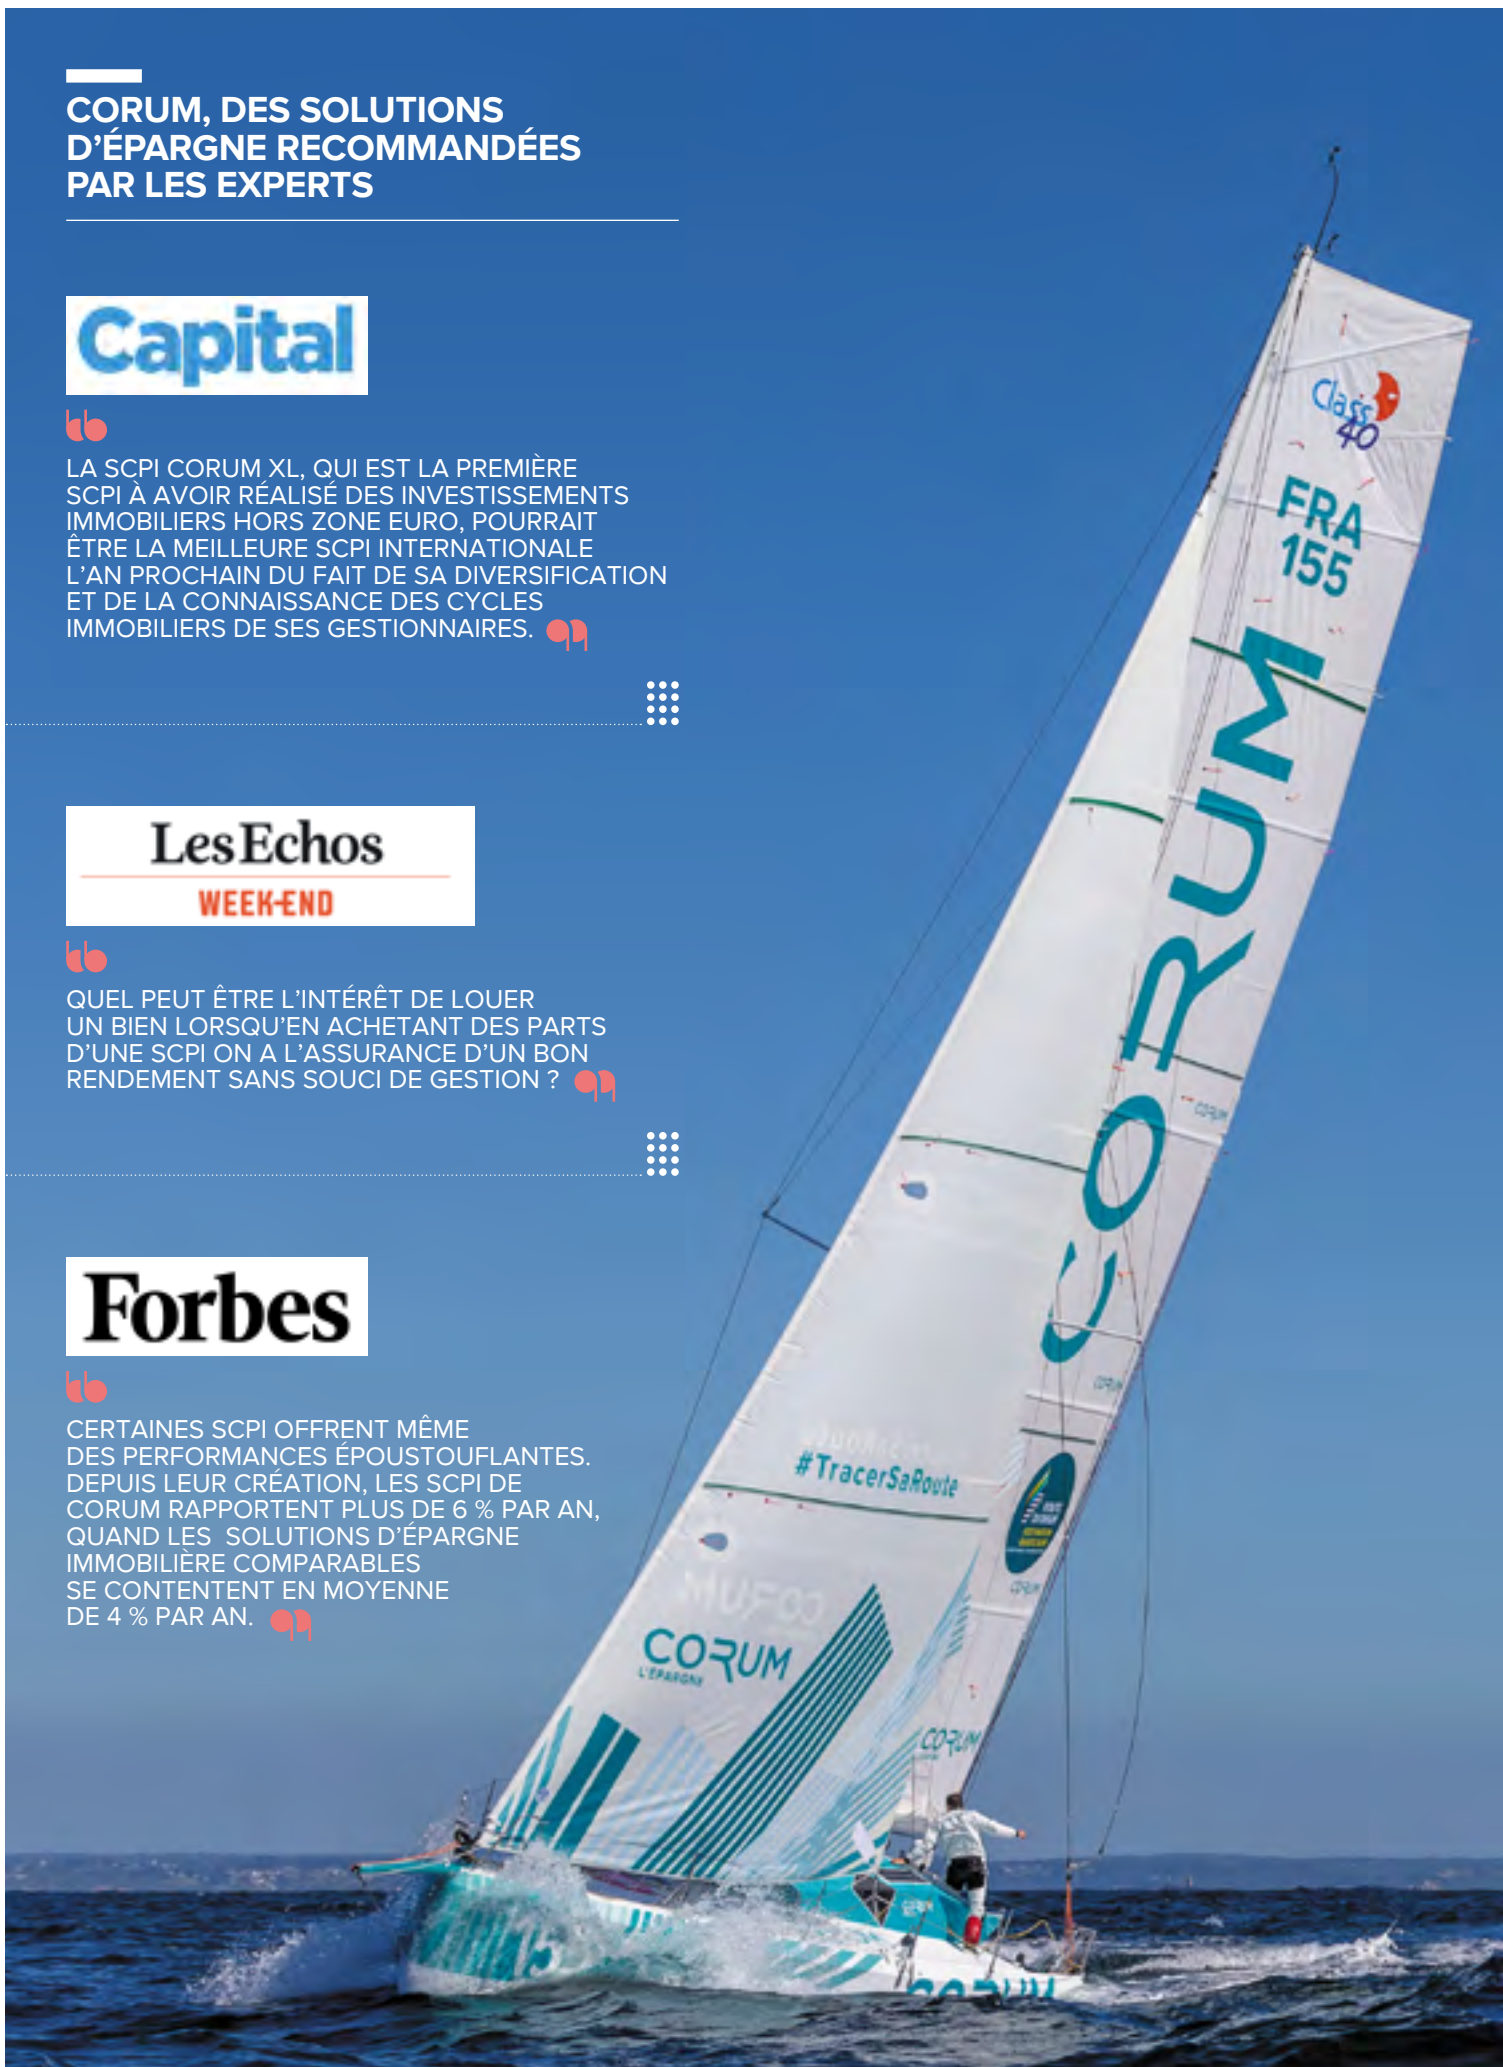 CORUM, DES SOLUTIONS
D'ÉPARGNE RECOMMANDÉES
PAR LES EXPERTS
Capital
LA SCPI CORUM XL, QUI EST LA PREMIÈRE
SCPI À AVOIR RÉALISÉ DES INVESTISSEMENTS
IMMOBILIERS HORS ZONE EURO, POURRAIT
ÊTRE LA MEILLEURE SCPI INTERNATIONALE
L'AN PROCHAIN DU FAIT DE SA DIVERSIFICATION
ET DE LA CONNAISSANCE DES CYCLES
IMMOBILIERS DE SES GESTIONNAIRES.
Les Echos
WEEK-END
QUEL PEUT ÊTRE L'INTÉRÊT DE LOUER
UN BIEN LORSQU'EN ACHETANT DES PARTS
D'UNE SCPI ON A L'ASSURANCE D'UN BON
RENDEMENT SANS SOUCI DE GESTION ?
Forbes
CERTAINES SCPI OFFRENT MÊME
DES PERFORMANCES ÉPOUSTOUFLANTES.
DEPUIS LEUR CRÉATION, LES SCPI DE
CORUM RAPPORTENT PLUS DE 6 % PAR AN,
QUAND LES SOLUTIONS D'ÉPARGNE
IMMOBILIÈRE COMPARABLES
SE CONTENTENT EN MOYENNE
DE 4 % PAR AN.
Class
40
FRA
155
CORUM
CORUM
CORUM
#TracerSaRoute
CORUM
CORUM
L'ÉPARGNE
CORUM
CORUM